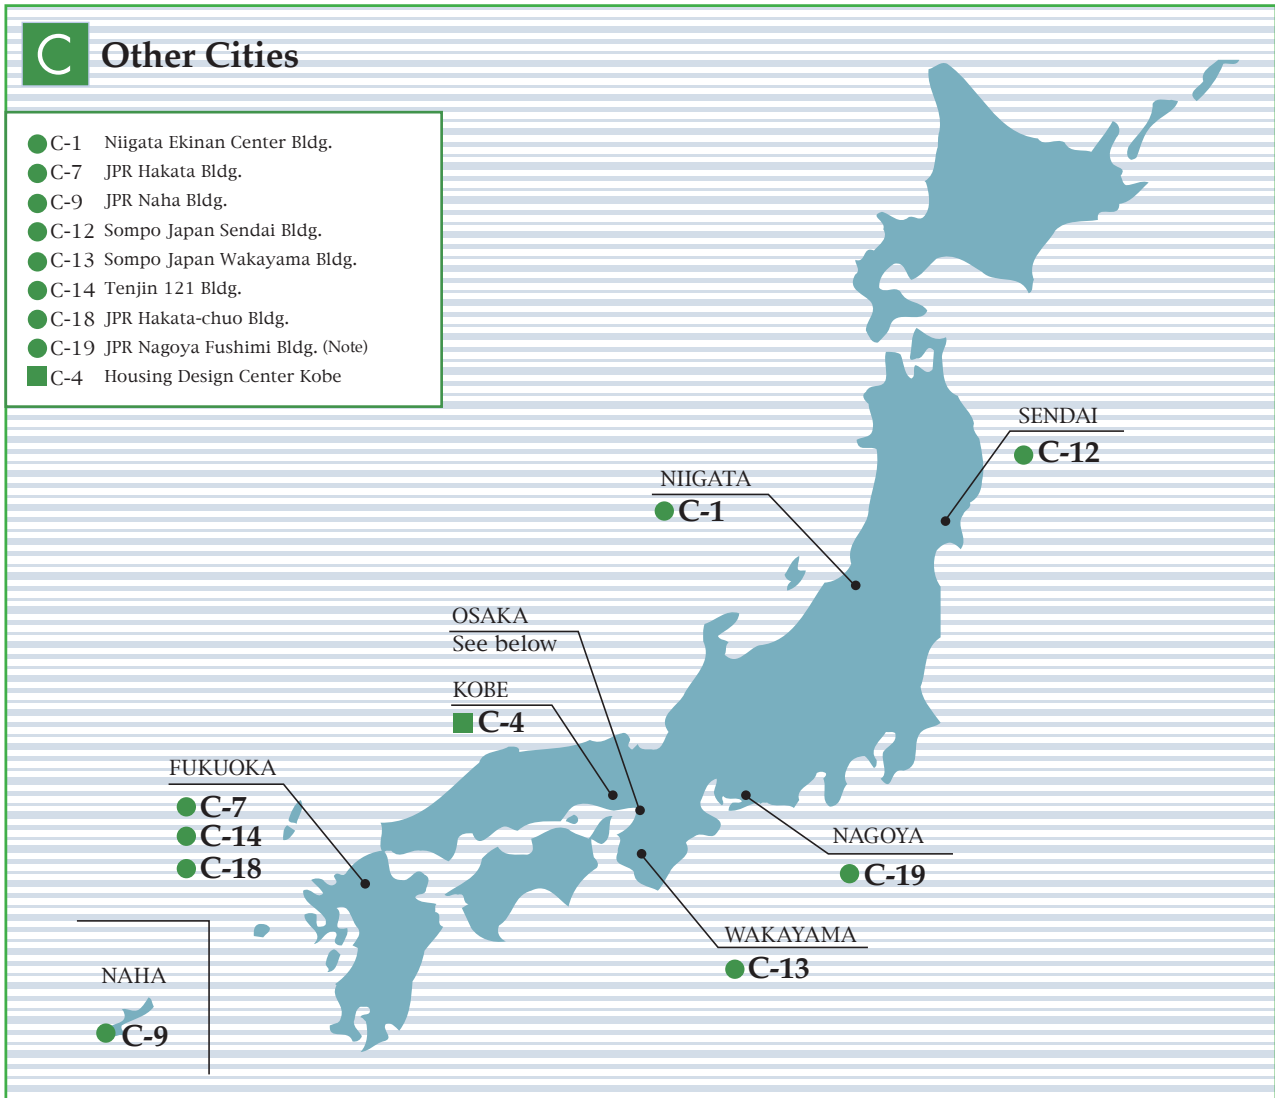 C Other Cities
C-1 Niigata Ekinan Center Bldg.
C-7 JPR Hakata Bldg.
C-9 JPR Naha Bldg.
C-12 Sompo Japan Sendai Bldg.
C-13 Sompo Japan Wakayama Bldg.
C-14 Tenjin 121 Bldg.
C-18 JPR Hakata-chuo Bldg.
C-19 JPR Nagoya Fushimi Bldg. (Note)
C-4 Housing Design Center Kobe
SENDAI
C-12
NIIGATA
C-1
OSAKA
See below
KOBE
C-4
FUKUOKA
C-7
C-14
C-18
NAGOYA
C-19
WAKAYAMA
C-13
NAHA
C-9